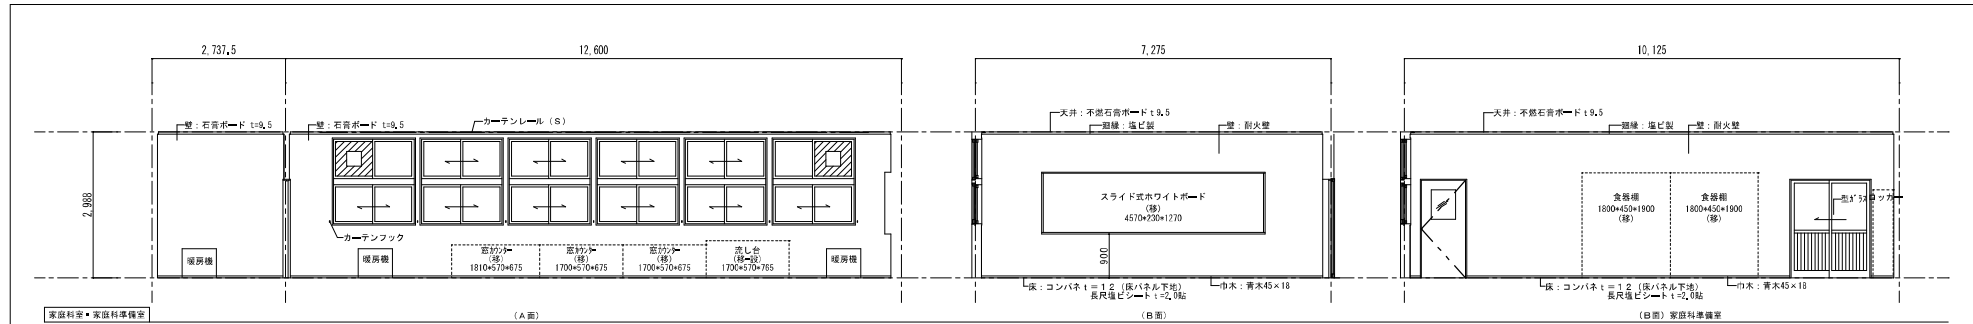 2,737.5
12,600
7,275
10,125
壁：石膏ボード t=9.5
壁：石膏ボード t=9.5
カーテンレール（S）
天井：不燃石膏ボード t9.5
廻縁：塩ビ製
壁：耐火壁
天井：不燃石膏ボード t9.5
廻縁：塩ビ製
壁：耐火壁
2,988
スライド式ホワイトボード
(移)
4570*230*1270
食器棚
1800*450*1900
(移)
食器棚
1800*450*1900
(移)
型ガラス
ロッカー
カーテンフック
暖房機
暖房機
窓カウンター
(移)
1810*570*675
窓カウンター
(移)
1700*570*675
窓カウンター
(移)
1700*570*675
流し台
(移-設)
1700*570*765
暖房機
900
床：コンパネt＝12（床パネル下地）
長尺塩ビシートt=2.0貼
巾木：青木45×18
床：コンパネt＝12（床パネル下地）
長尺塩ビシートt=2.0貼
巾木：青木45×18
家庭科室・家庭科準備室
(A面)
(B面)
(B面) 家庭科準備室